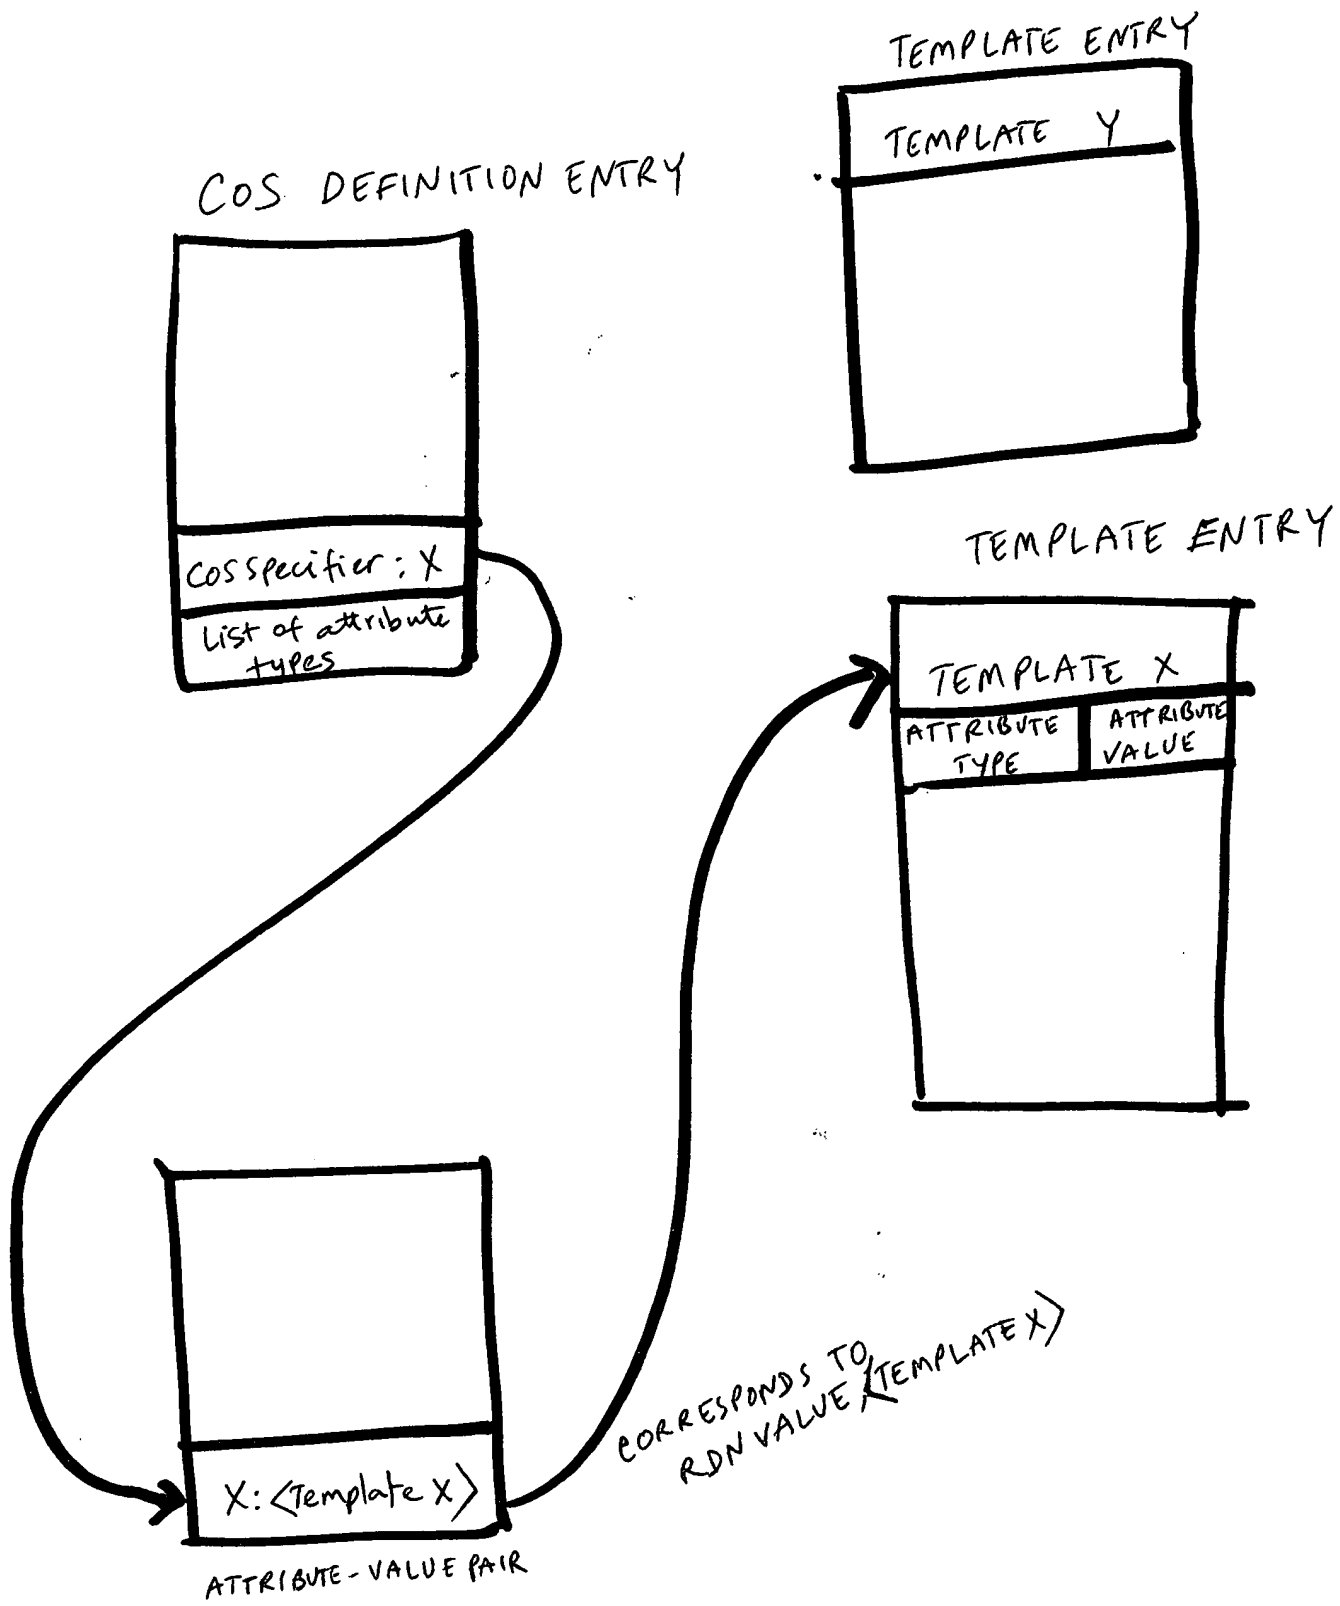 TEMPLATE ENTRY
TEMPLATE Y
COS DEFINITION ENTRY
COSSpecifier: X
List of attribute
types
TEMPLATE ENTRY
TEMPLATE X
ATTRIBUTE
TYPE
ATTRIBUTE
VALUE
CORRESPONDS TO
RDN VALUE <TEMPLATE X>
X: <Template X>
ATTRIBUTE-VALUE PAIR